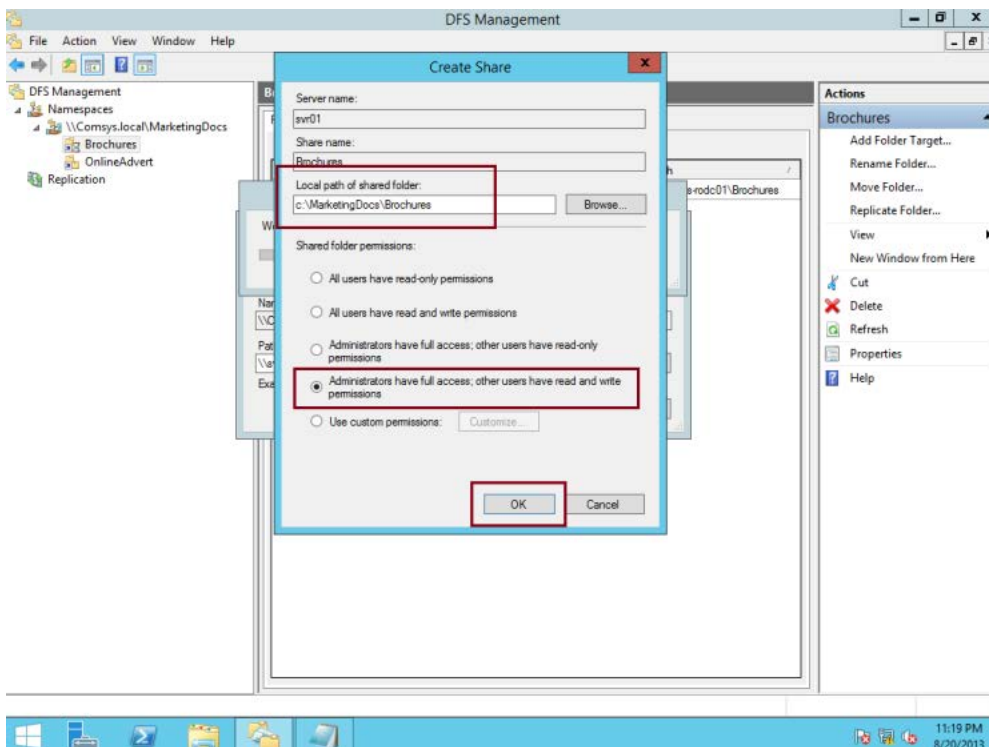 DFS Management
File Action View Window Help
DFS Management
Namespaces
\\Comsys.local\MarketingDocs
Brochures
OnlineAdvert
Replication
Create Share
Server name:
svr01
Share name:
Brochures
Local path of shared folder:
c:\MarketingDocs\Brochures
Browse...
Shared folder permissions:
All users have read-only permissions
All users have read and write permissions
Administrators have full access; other users have read-only
permissions
Administrators have full access; other users have read and write
permissions
Use custom permissions:
Customize...
OK
Cancel
s-rodc01\Brochures
Actions
Brochures
Add Folder Target...
Rename Folder...
Move Folder...
Replicate Folder...
View
New Window from Here
Cut
Delete
Refresh
Properties
Help
11:19 PM
8/20/2013